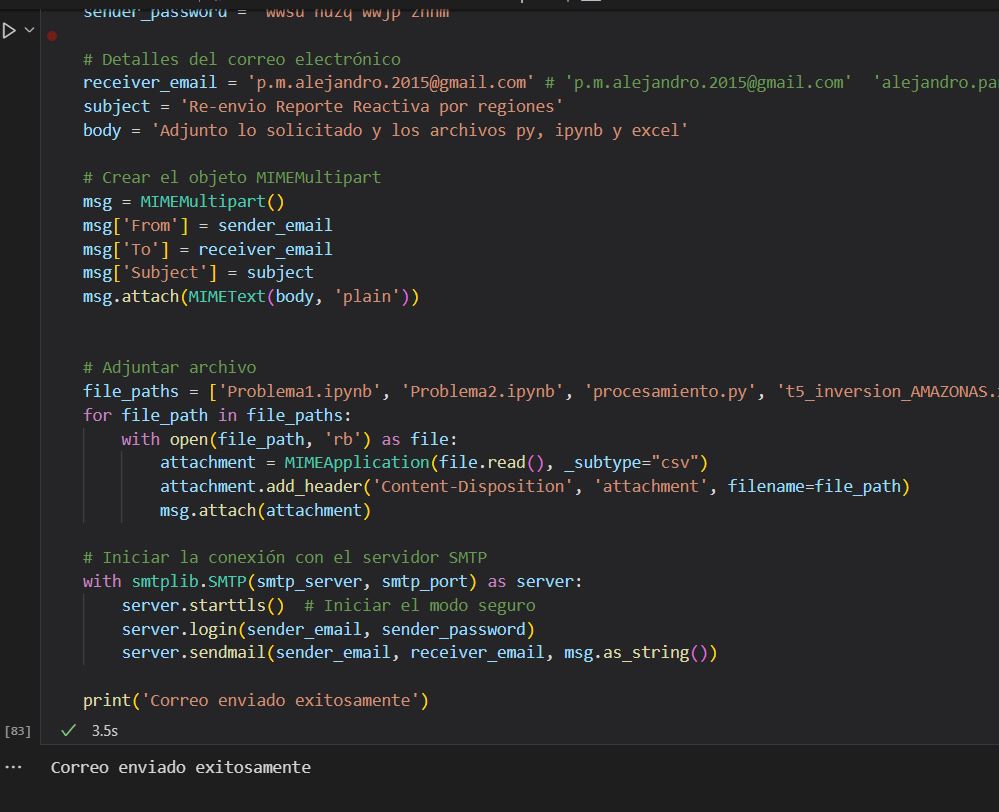 sender_password =
# Detalles del correo electrónico
receiver_email = 'p.m.alejandro.2015@gmail.com' # 'p.m.alejandro.2015@gmail.com' 'alejandro.pa
subject = 'Re-envio Reporte Reactiva por regiones'
body = 'Adjunto lo solicitado y los archivos py, ipynb y excel'
# Crear el objeto MIMEMultipart
msg = MIMEMultipart()
msg['From'] = sender_email
msg['To'] = receiver_email
msg['Subject'] = subject
msg.attach(MIMEText(body, 'plain'))
# Adjuntar archivo
file_paths = ['Problema1.ipynb', 'Problema2.ipynb', 'procesamiento.py', 't5_inversion_AMAZONAS.
for file_path in file_paths:
with open(file_path, 'rb') as file:
attachment = MIMEApplication(file.read(), _subtype="csv")
attachment.add_header('Content-Disposition', 'attachment', filename=file_path)
msg.attach(attachment)
# Iniciar la conexión con el servidor SMTP
with smtplib.SMTP(smtp_server, smtp_port) as server:
server.starttls() # Iniciar el modo seguro
server.login(sender_email, sender_password)
server.sendmail(sender_email, receiver_email, msg.as_string())
print('Correo enviado exitosamente')
[83] ✓ 3.5s
... Correo enviado exitosamente